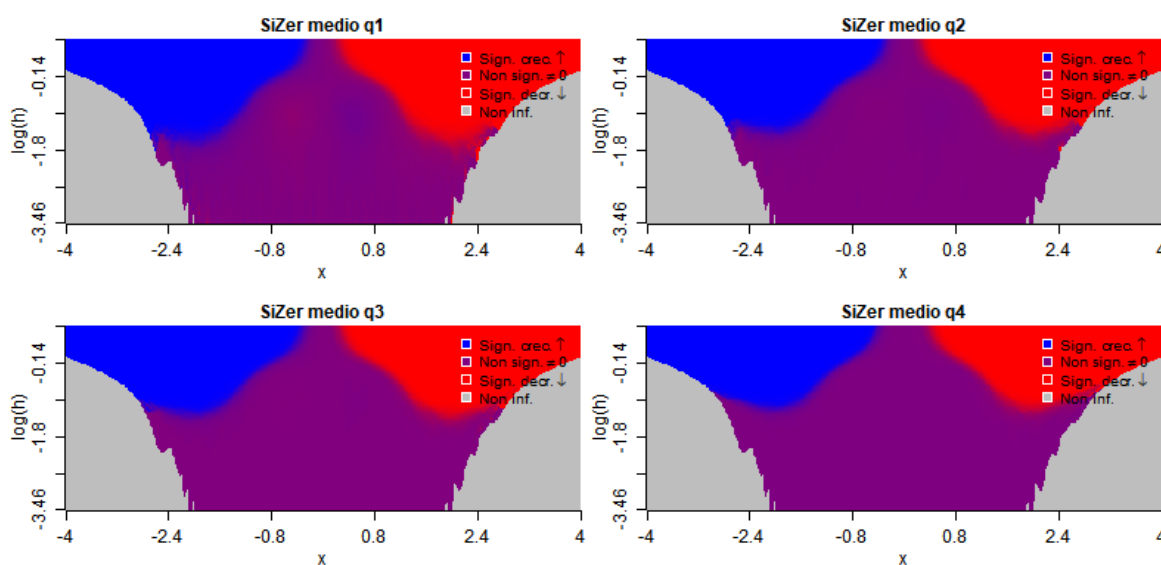 SiZer medio q1
Sign. crec. ↑
Non sign. ≠ 0
Sign. decr. ↓
Non inf.
log(h)
-0.14
-1.8
-3.46
-4 -2.4 -0.8 0.8 2.4 4
x
SiZer medio q2
Sign. crec. ↑
Non sign. ≠ 0
Sign. decr. ↓
Non inf.
log(h)
-0.14
-1.8
-3.46
-4 -2.4 -0.8 0.8 2.4 4
x
SiZer medio q3
Sign. crec. ↑
Non sign. ≠ 0
Sign. decr. ↓
Non inf.
log(h)
-0.14
-1.8
-3.46
-4 -2.4 -0.8 0.8 2.4 4
x
SiZer medio q4
Sign. crec. ↑
Non sign. ≠ 0
Sign. decr. ↓
Non inf.
log(h)
-0.14
-1.8
-3.46
-4 -2.4 -0.8 0.8 2.4 4
x